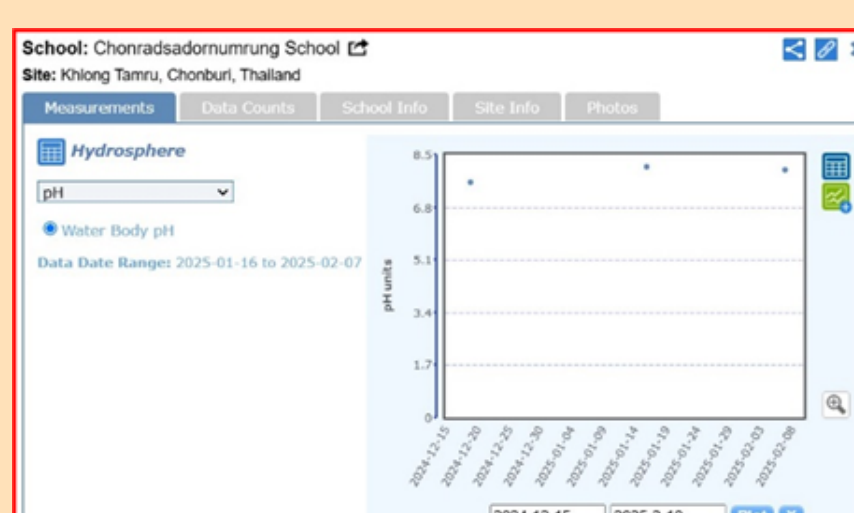 School: Chonradsadornumrung School
Site: Khlong Tamru, Chonburi, Thailand
Measurements
Data Counts
School Info
Site Info
Photos
Hydrosphere
pH
Water Body pH
Data Date Range: 2025-01-16 to 2025-02-07
pH units
8.5
6.8
5.1
3.4
1.7
0
2024-12-15
2024-12-20
2024-12-25
2024-12-30
2025-01-04
2025-01-09
2025-01-14
2025-01-19
2025-01-24
2025-01-29
2025-02-03
2025-02-08
2024-12-15
Plot